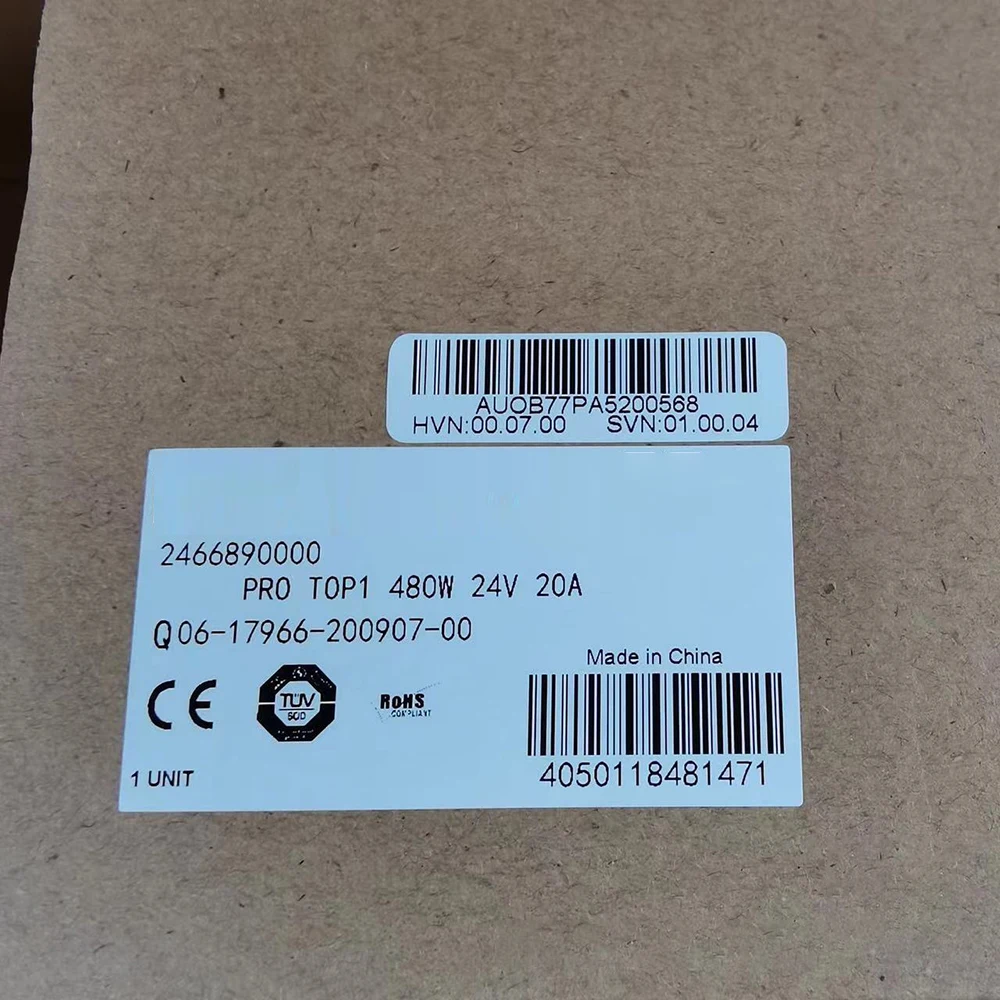 AUOB77PA5200568
HVN:00.07.00 SVN:01.00.04
2466890000
PRO TOP1 480W 24V 20A
Q06-17966-200907-00
Made in China
CE
TÜV
SÜD
RoHS
COMPLIANT
4050118481471
1 UNIT